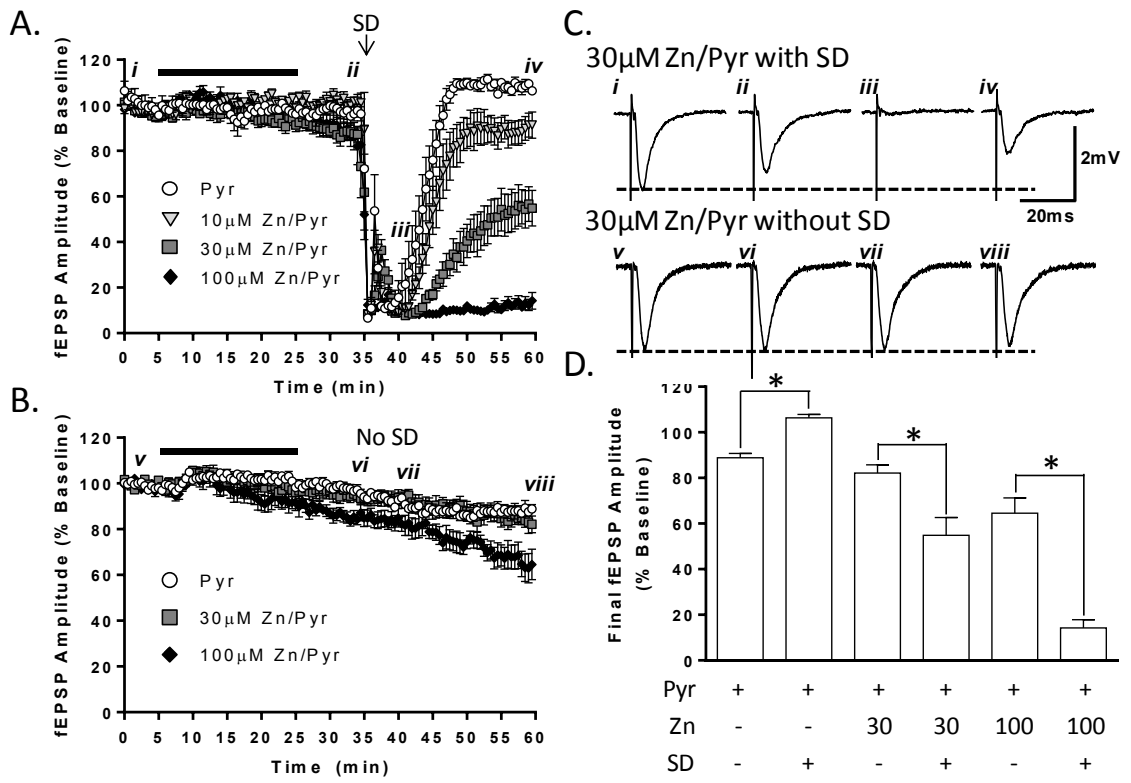 A.
SD
fEPSP Amplitude (% Baseline)
120
100
80
60
40
20
0
i
ii
iii
iv
Pyr
10μM Zn/Pyr
30μM Zn/Pyr
100μM Zn/Pyr
0 5 10 15 20 25 30 35 40 45 50 55 60
Time (min)
B.
No SD
fEPSP Amplitude (% Baseline)
120
100
80
60
40
20
0
v
vi
vii
viii
Pyr
30μM Zn/Pyr
100μM Zn/Pyr
0 5 10 15 20 25 30 35 40 45 50 55 60
Time (min)
C.
30μM Zn/Pyr with SD
i ii iii iv
2mV
20ms
30μM Zn/Pyr without SD
v vi vii viii
D.
Final fEPSP Amplitude
(% Baseline)
120
100
80
60
40
20
0
* * *
Pyr + + + + + +
Zn - - 30 30 100 100
SD - + - + - +